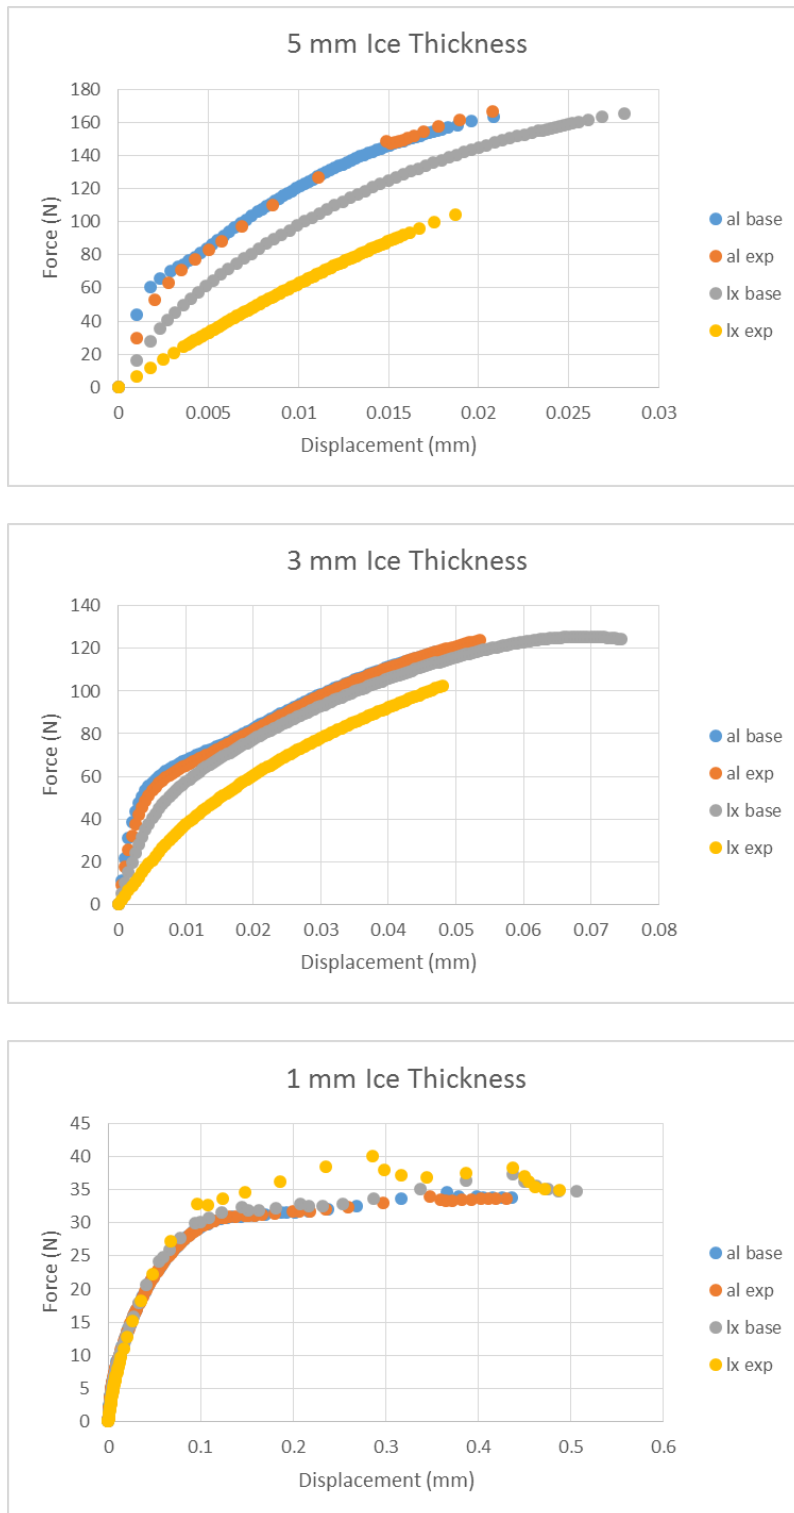 5 mm Ice Thickness
180
160
140
120
100
80
60
40
20
0
Force (N)
0 0.005 0.01 0.015 0.02 0.025 0.03
Displacement (mm)
al base
al exp
lx base
lx exp
3 mm Ice Thickness
140
120
100
80
60
40
20
0
Force (N)
0 0.01 0.02 0.03 0.04 0.05 0.06 0.07 0.08
Displacement (mm)
al base
al exp
lx base
lx exp
1 mm Ice Thickness
45
40
35
30
25
20
15
10
5
0
Force (N)
0 0.1 0.2 0.3 0.4 0.5 0.6
Displacement (mm)
al base
al exp
lx base
lx exp